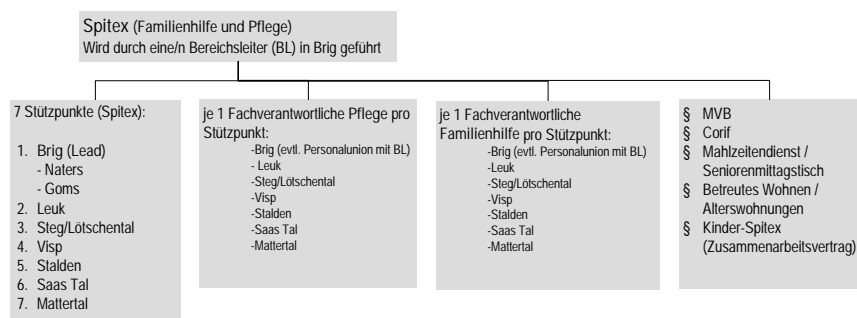 Spitex (Familienhilfe und Pflege)
Wird durch eine/n Bereichsleiter (BL) in Brig geführt
7 Stützpunkte (Spitex):
1. Brig (Lead)
- Naters
- Goms
2. Leuk
3. Steg/Lötschental
4. Visp
5. Stalden
6. Saas Tal
7. Mattertal
je 1 Fachverantwortliche Pflege pro
Stützpunkt:
-Brig (evtl. Personalunion mit BL)
- Leuk
-Steg/Lötschental
-Visp
-Stalden
-Saas Tal
-Mattertal
je 1 Fachverantwortliche
Familienhilfe pro Stützpunkt:
-Brig (evtl. Personalunion mit BL)
-Leuk
-Steg/Lötschental
-Visp
-Stalden
-Saas Tal
-Mattertal
§ MVB
§ Corif
§ Mahlzeitendienst /
Seniorenmittagstisch
§ Betreutes Wohnen /
Alterswohnungen
§ Kinder-Spitex
(Zusammenarbeitsvertrag)